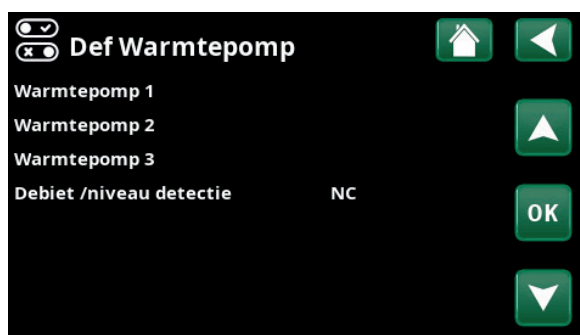 Def Warmtepomp
Warmtepomp 1
Warmtepomp 2
Warmtepomp 3
Debiet /niveau detectie NC
OK